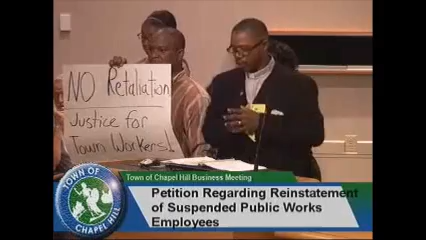 NO Retaliation
Justice for
Town Workers!
Town of Chapel Hill Business Meeting
Petition Regarding Reinstatement
of Suspended Public Works
Employees
TOWN OF
CHAPEL HILL